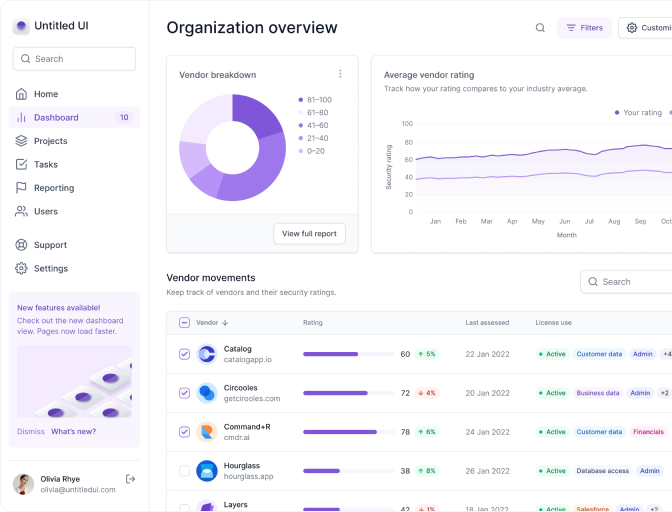 Untitled UI
Search
Home
Dashboard 10
Projects
Tasks
Reporting
Users
Support
Settings
New features available!
Check out the new dashboard
view. Pages now load faster.
Dismiss What's new?
Olivia Rhye
olivia@untitledui.com
Organization overview
Filters
Customi
Vendor breakdown
81–100
61–80
41–60
21–40
0–20
View full report
Average vendor rating
Track how your rating compares to your industry average.
Your rating
100
80
60
40
20
0
Security rating
Jan Feb Mar Apr May Jun Jul Aug Sep Oct
Month
Vendor movements
Keep track of vendors and their security ratings.
Search
Vendor Rating Last assessed License use
Catalog
catalogapp.io
60 5% 22 Jan 2022 Active Customer data Admin +4
Circooles
getcirooles.com
72 4% 20 Jan 2022 Active Business data Admin +2
Command+R
cmdr.ai
78 6% 24 Jan 2022 Active Customer data Financials
Hourglass
hourglass.app
38 8% 26 Jan 2022 Active Database access Admin
Layers
42 1% 18 Jan 2022 Active Salesforce Admin +2